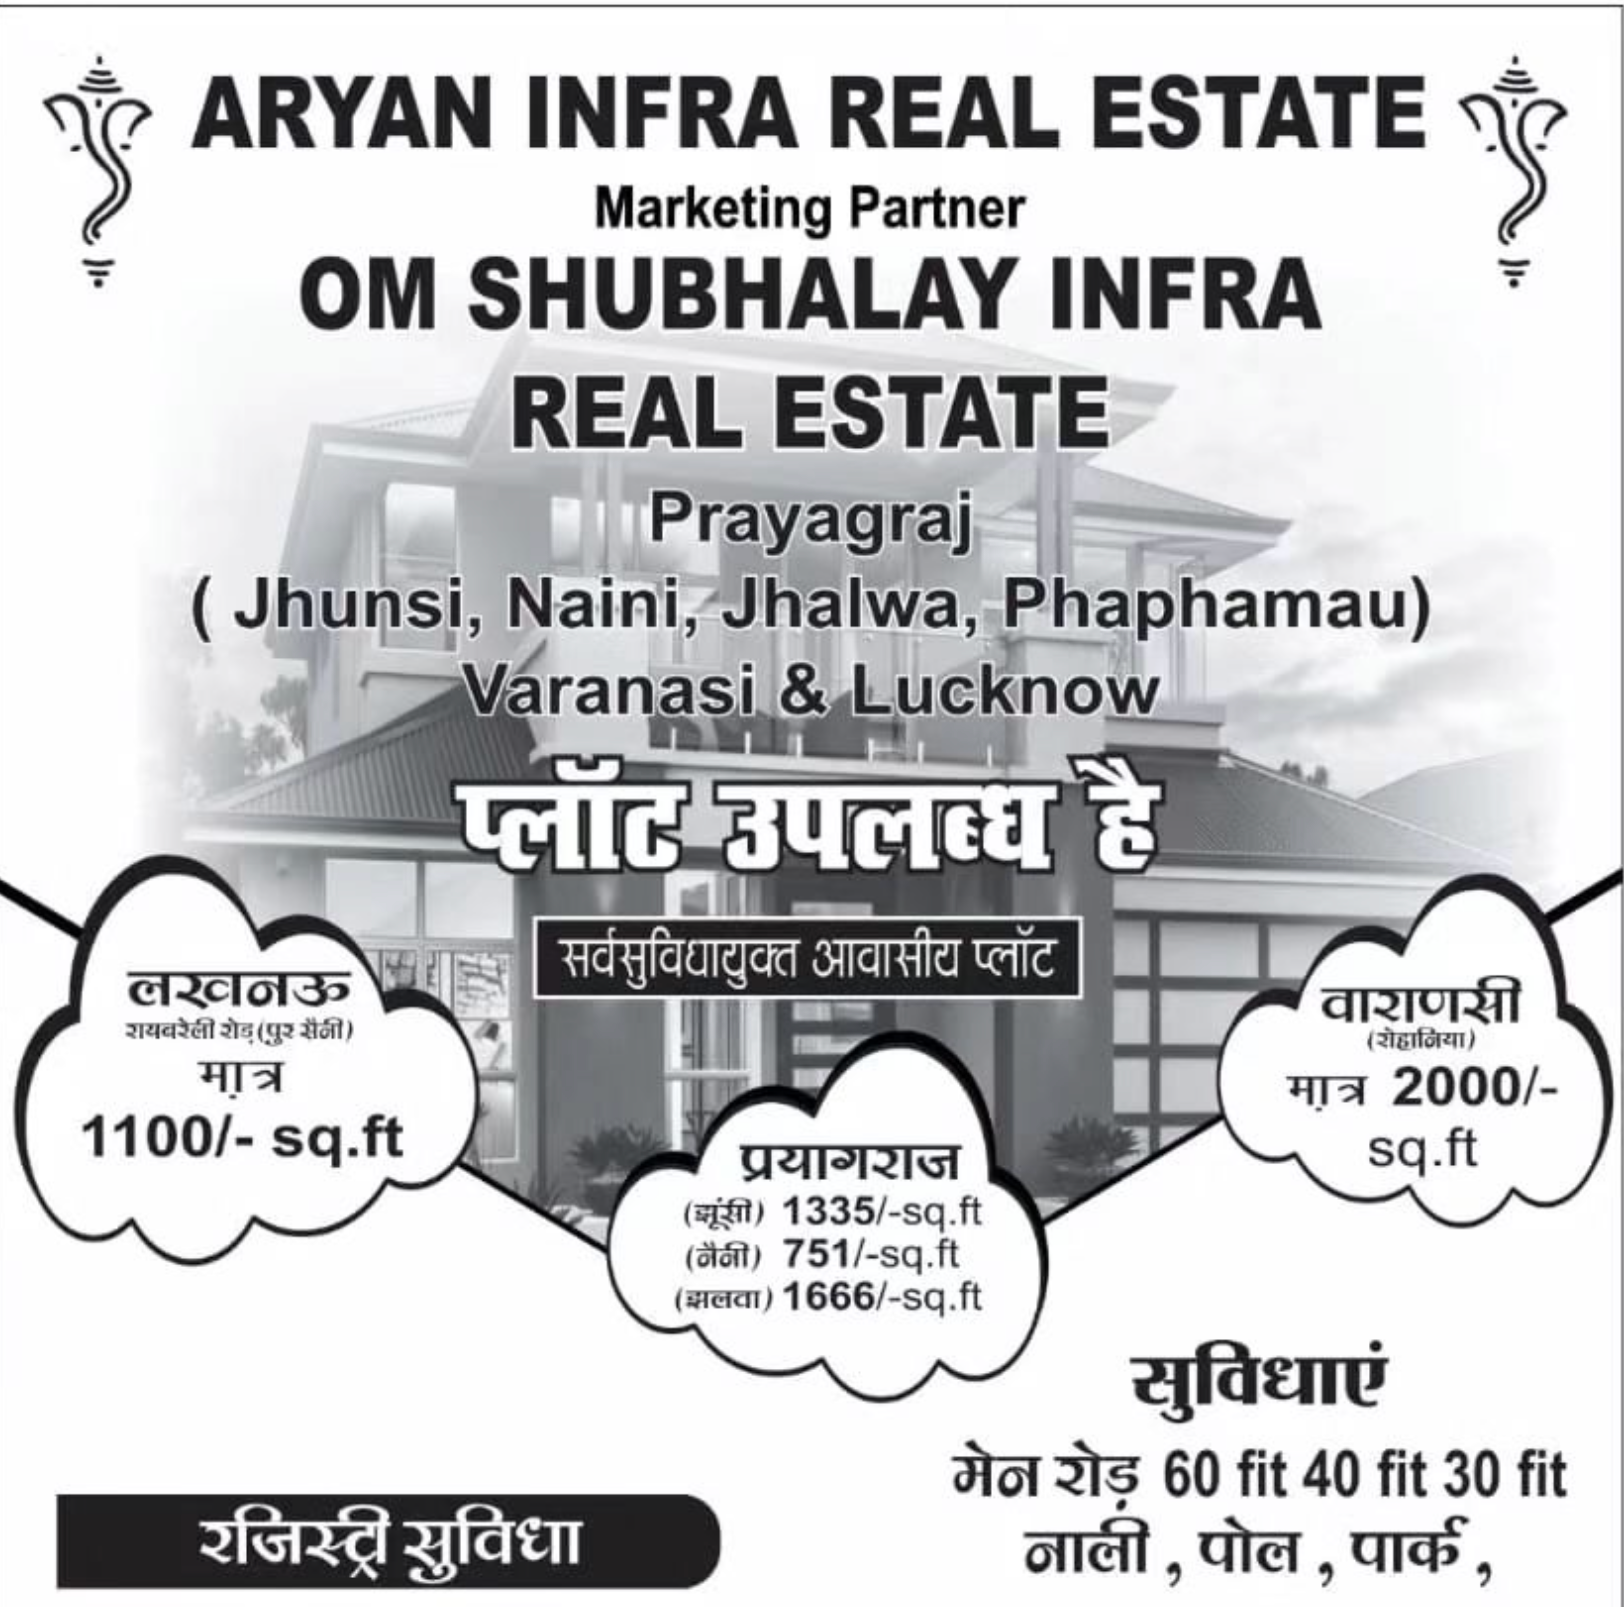 ARYAN INFRA REAL ESTATE
Marketing Partner
OM SHUBHALAY INFRA
REAL ESTATE
Prayagraj
( Jhunsi, Naini, Jhalwa, Phaphamau)
Varanasi & Lucknow
प्लॉट उपलब्ध है
सर्वसुविधायुक्त आवासीय प्लॉट
लखनऊ
रायबरेली रोड़ (पुर सैनी)
मा़त्र
1100/- sq.ft
प्रयागराज
(झूंसी) 1335/-sq.ft
(नैनी) 751/-sq.ft
(झलवा) 1666/-sq.ft
वाराणसी
(रोहानिया)
मा़त्र 2000/-
sq.ft
सुविधाएं
मेन रोड़ 60 fit 40 fit 30 fit
नाली , पोल , पार्क ,
रजिस्ट्री सुविधा